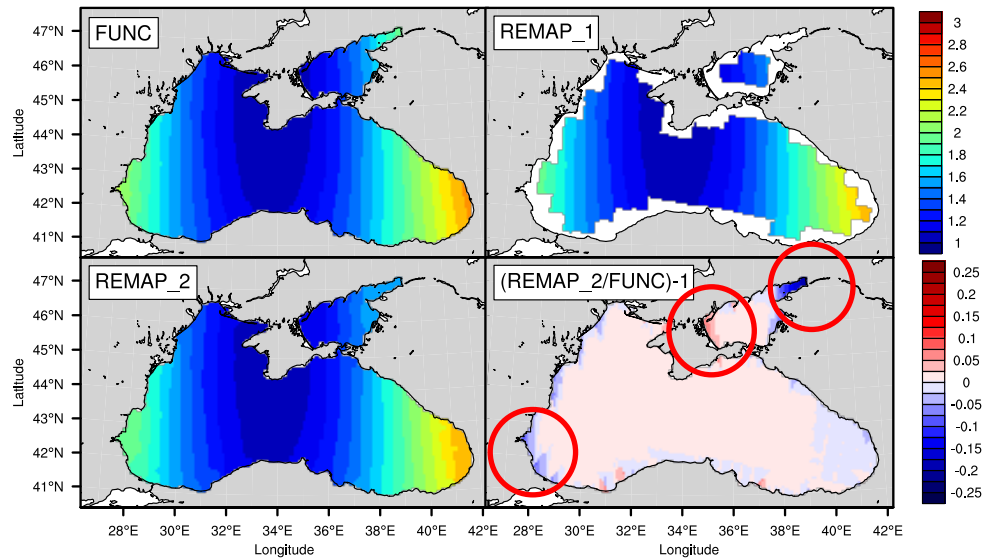 FUNC
REMAP_1
REMAP_2
(REMAP_2/FUNC)-1
47°N
46°N
45°N
44°N
43°N
42°N
41°N
Latitude
47°N
46°N
45°N
44°N
43°N
42°N
41°N
Latitude
28°E 30°E 32°E 34°E 36°E 38°E 40°E 42°E
Longitude
28°E 30°E 32°E 34°E 36°E 38°E 40°E 42°E
Longitude
3
2.8
2.6
2.4
2.2
2
1.8
1.6
1.4
1.2
1
0.25
0.2
0.15
0.1
0.05
0
-0.05
-0.1
-0.15
-0.2
-0.25